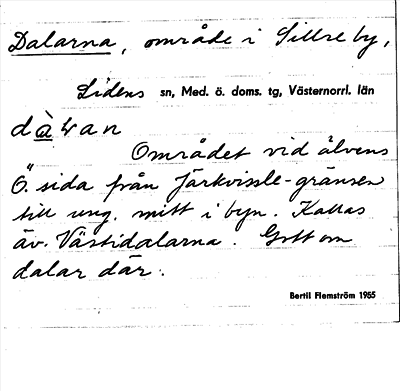 Dalarna, område i Sillre by,
Lidens sn, Med. ö. doms. tg, Västernorrl. län
dàwan
Området vid älvens
Ö. sida från Järkvissle-gränsen
till ung. mitt i byn. Kallas
äv. Västidalarna. Gott om
dalar där.
Bertil Flemström 1965